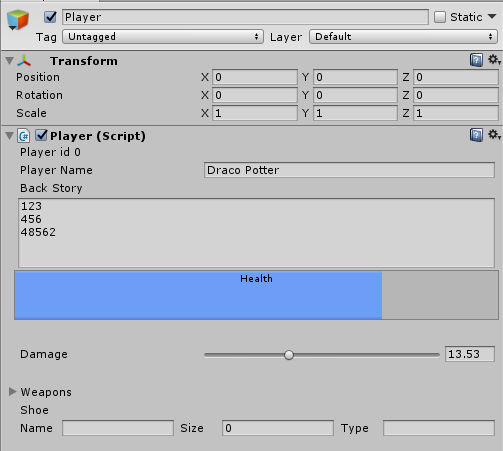 Player Static
Tag Untagged Layer Default
Transform
Position X 0 Y 0 Z 0
Rotation X 0 Y 0 Z 0
Scale X 1 Y 1 Z 1
Player (Script)
Player id 0
Player Name Draco Potter
Back Story
123
456
48562
Health
Damage 13.53
Weapons
Shoe
Name Size 0 Type